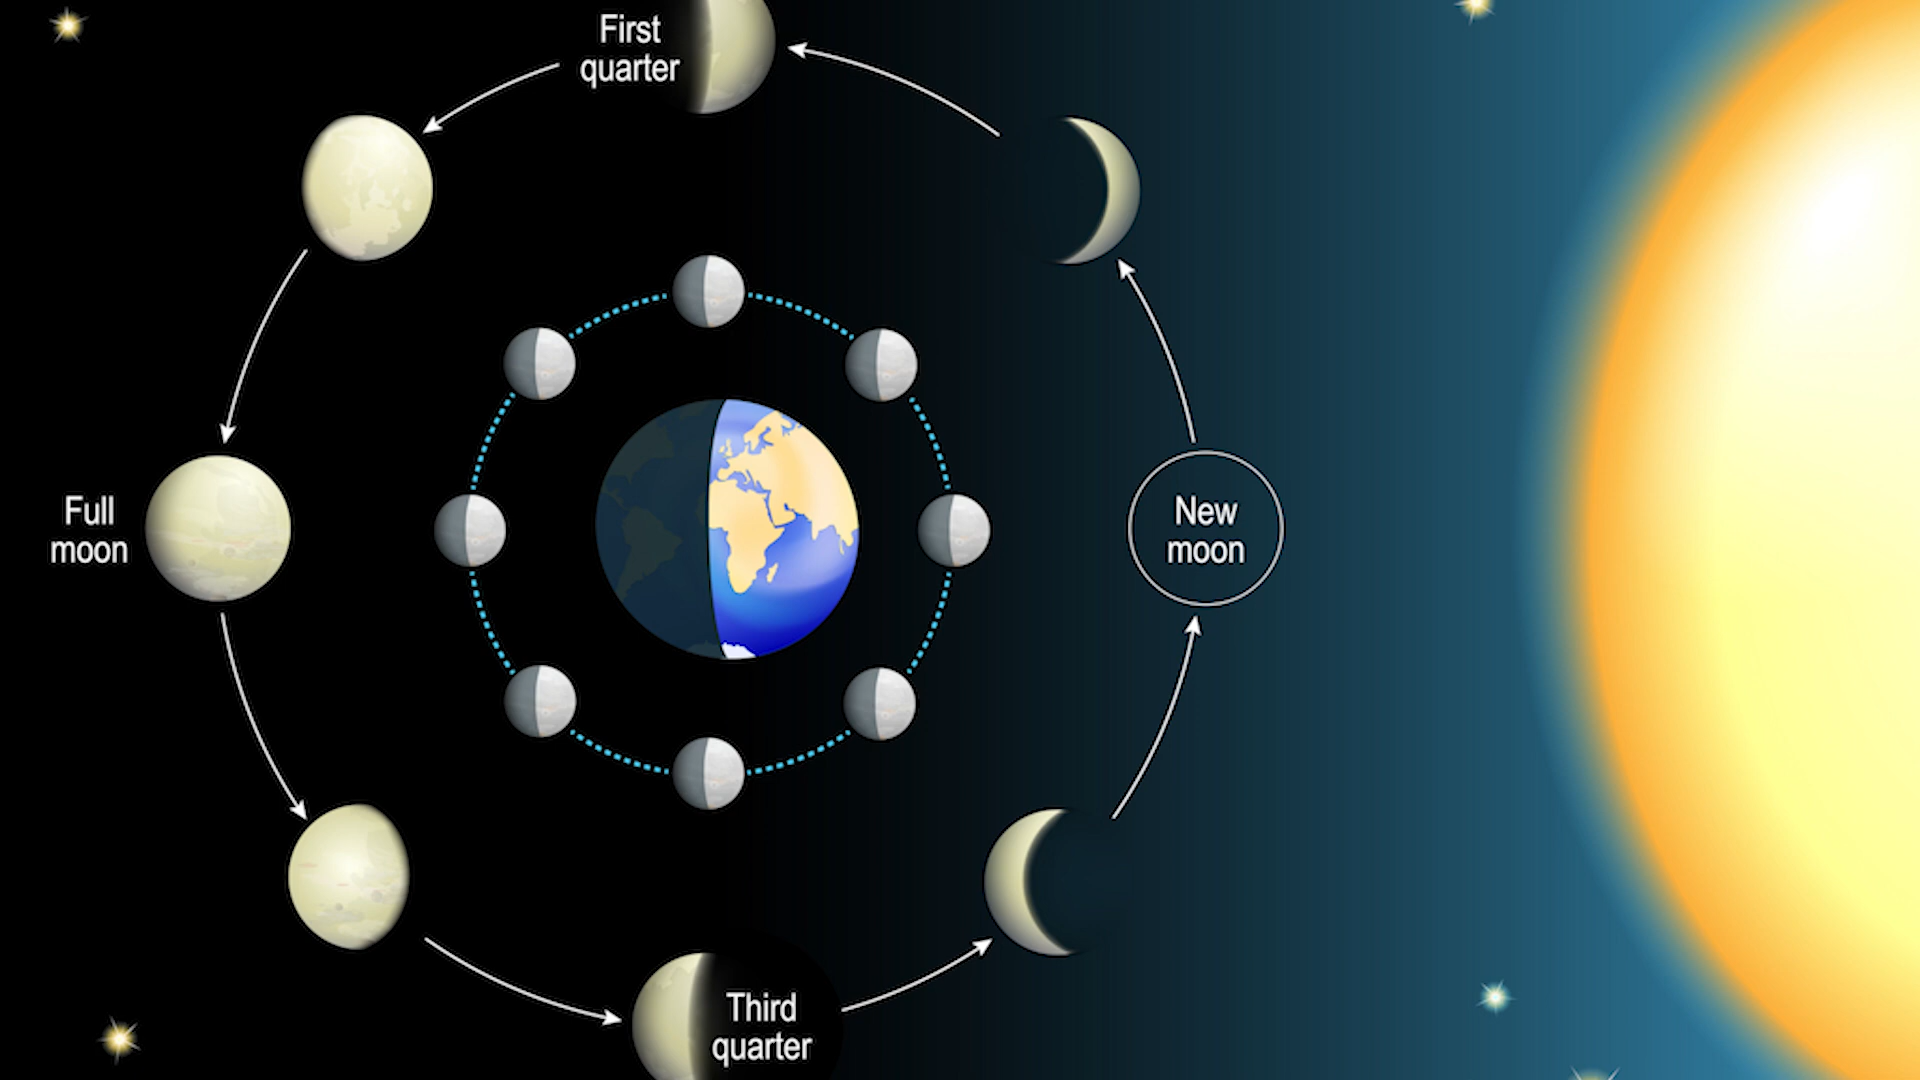 First
quarter
Full
moon
New
moon
Third
quarter